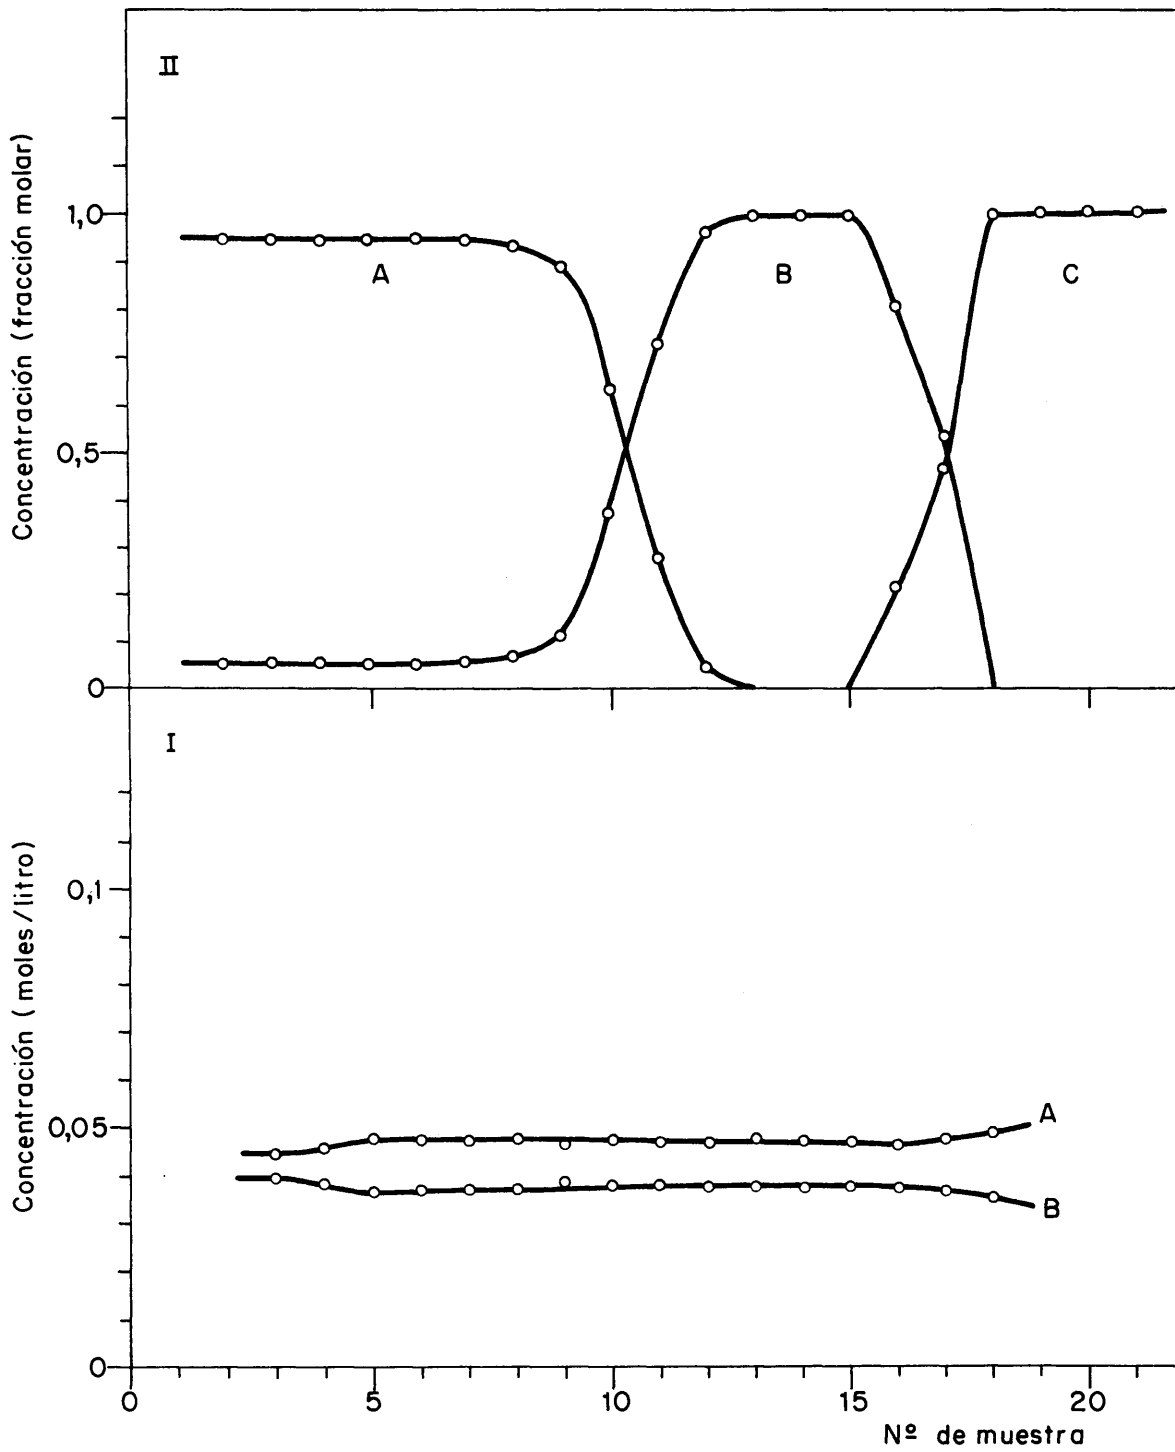 II
Concentración (fracción molar)
1,0
0,5
0
A
B
C
I
Concentración (moles/litro)
0,1
0,05
0
A
B
0 5 10 15 20
Nº de muestra